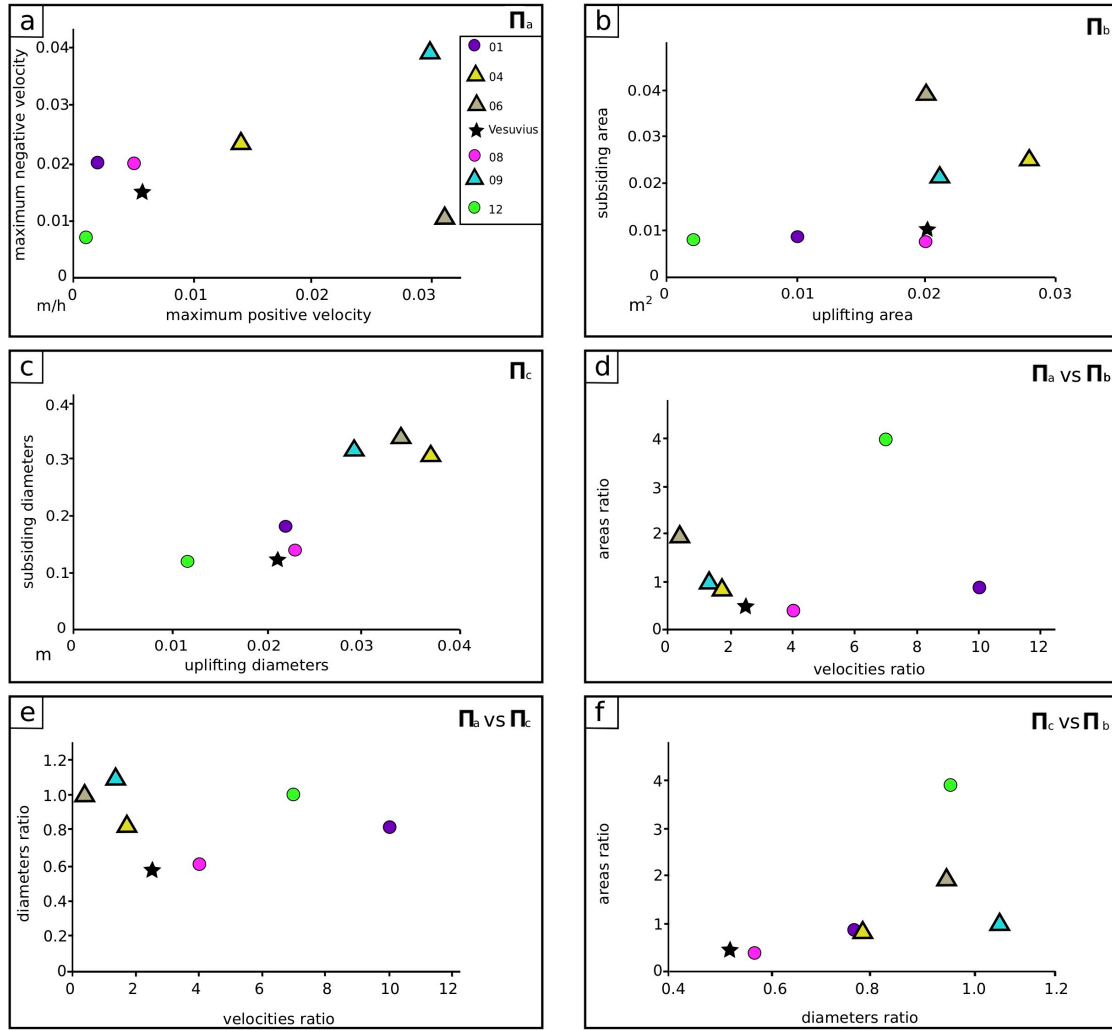 a
Πa
maximum negative velocity
0.04
0.03
0.02
0.01
0
0
0.01
0.02
0.03
m/h
maximum positive velocity
01
04
06
Vesuvius
08
09
12
b
Πb
subsiding area
0.04
0.03
0.02
0.01
0
0
0.01
0.02
0.03
m²
uplifting area
c
Πc
subsiding diameters
0.4
0.3
0.2
0.1
0
0
0.01
0.02
0.03
0.04
m
uplifting diameters
d
Πa vs Πb
areas ratio
4
3
2
1
0
0
2
4
6
8
10
12
velocities ratio
e
Πa vs Πc
diameters ratio
1.2
1.0
0.8
0.6
0.4
0.2
0
0
2
4
6
8
10
12
velocities ratio
f
Πc vs Πb
areas ratio
4
3
2
1
0
0.4
0.6
0.8
1.0
1.2
diameters ratio